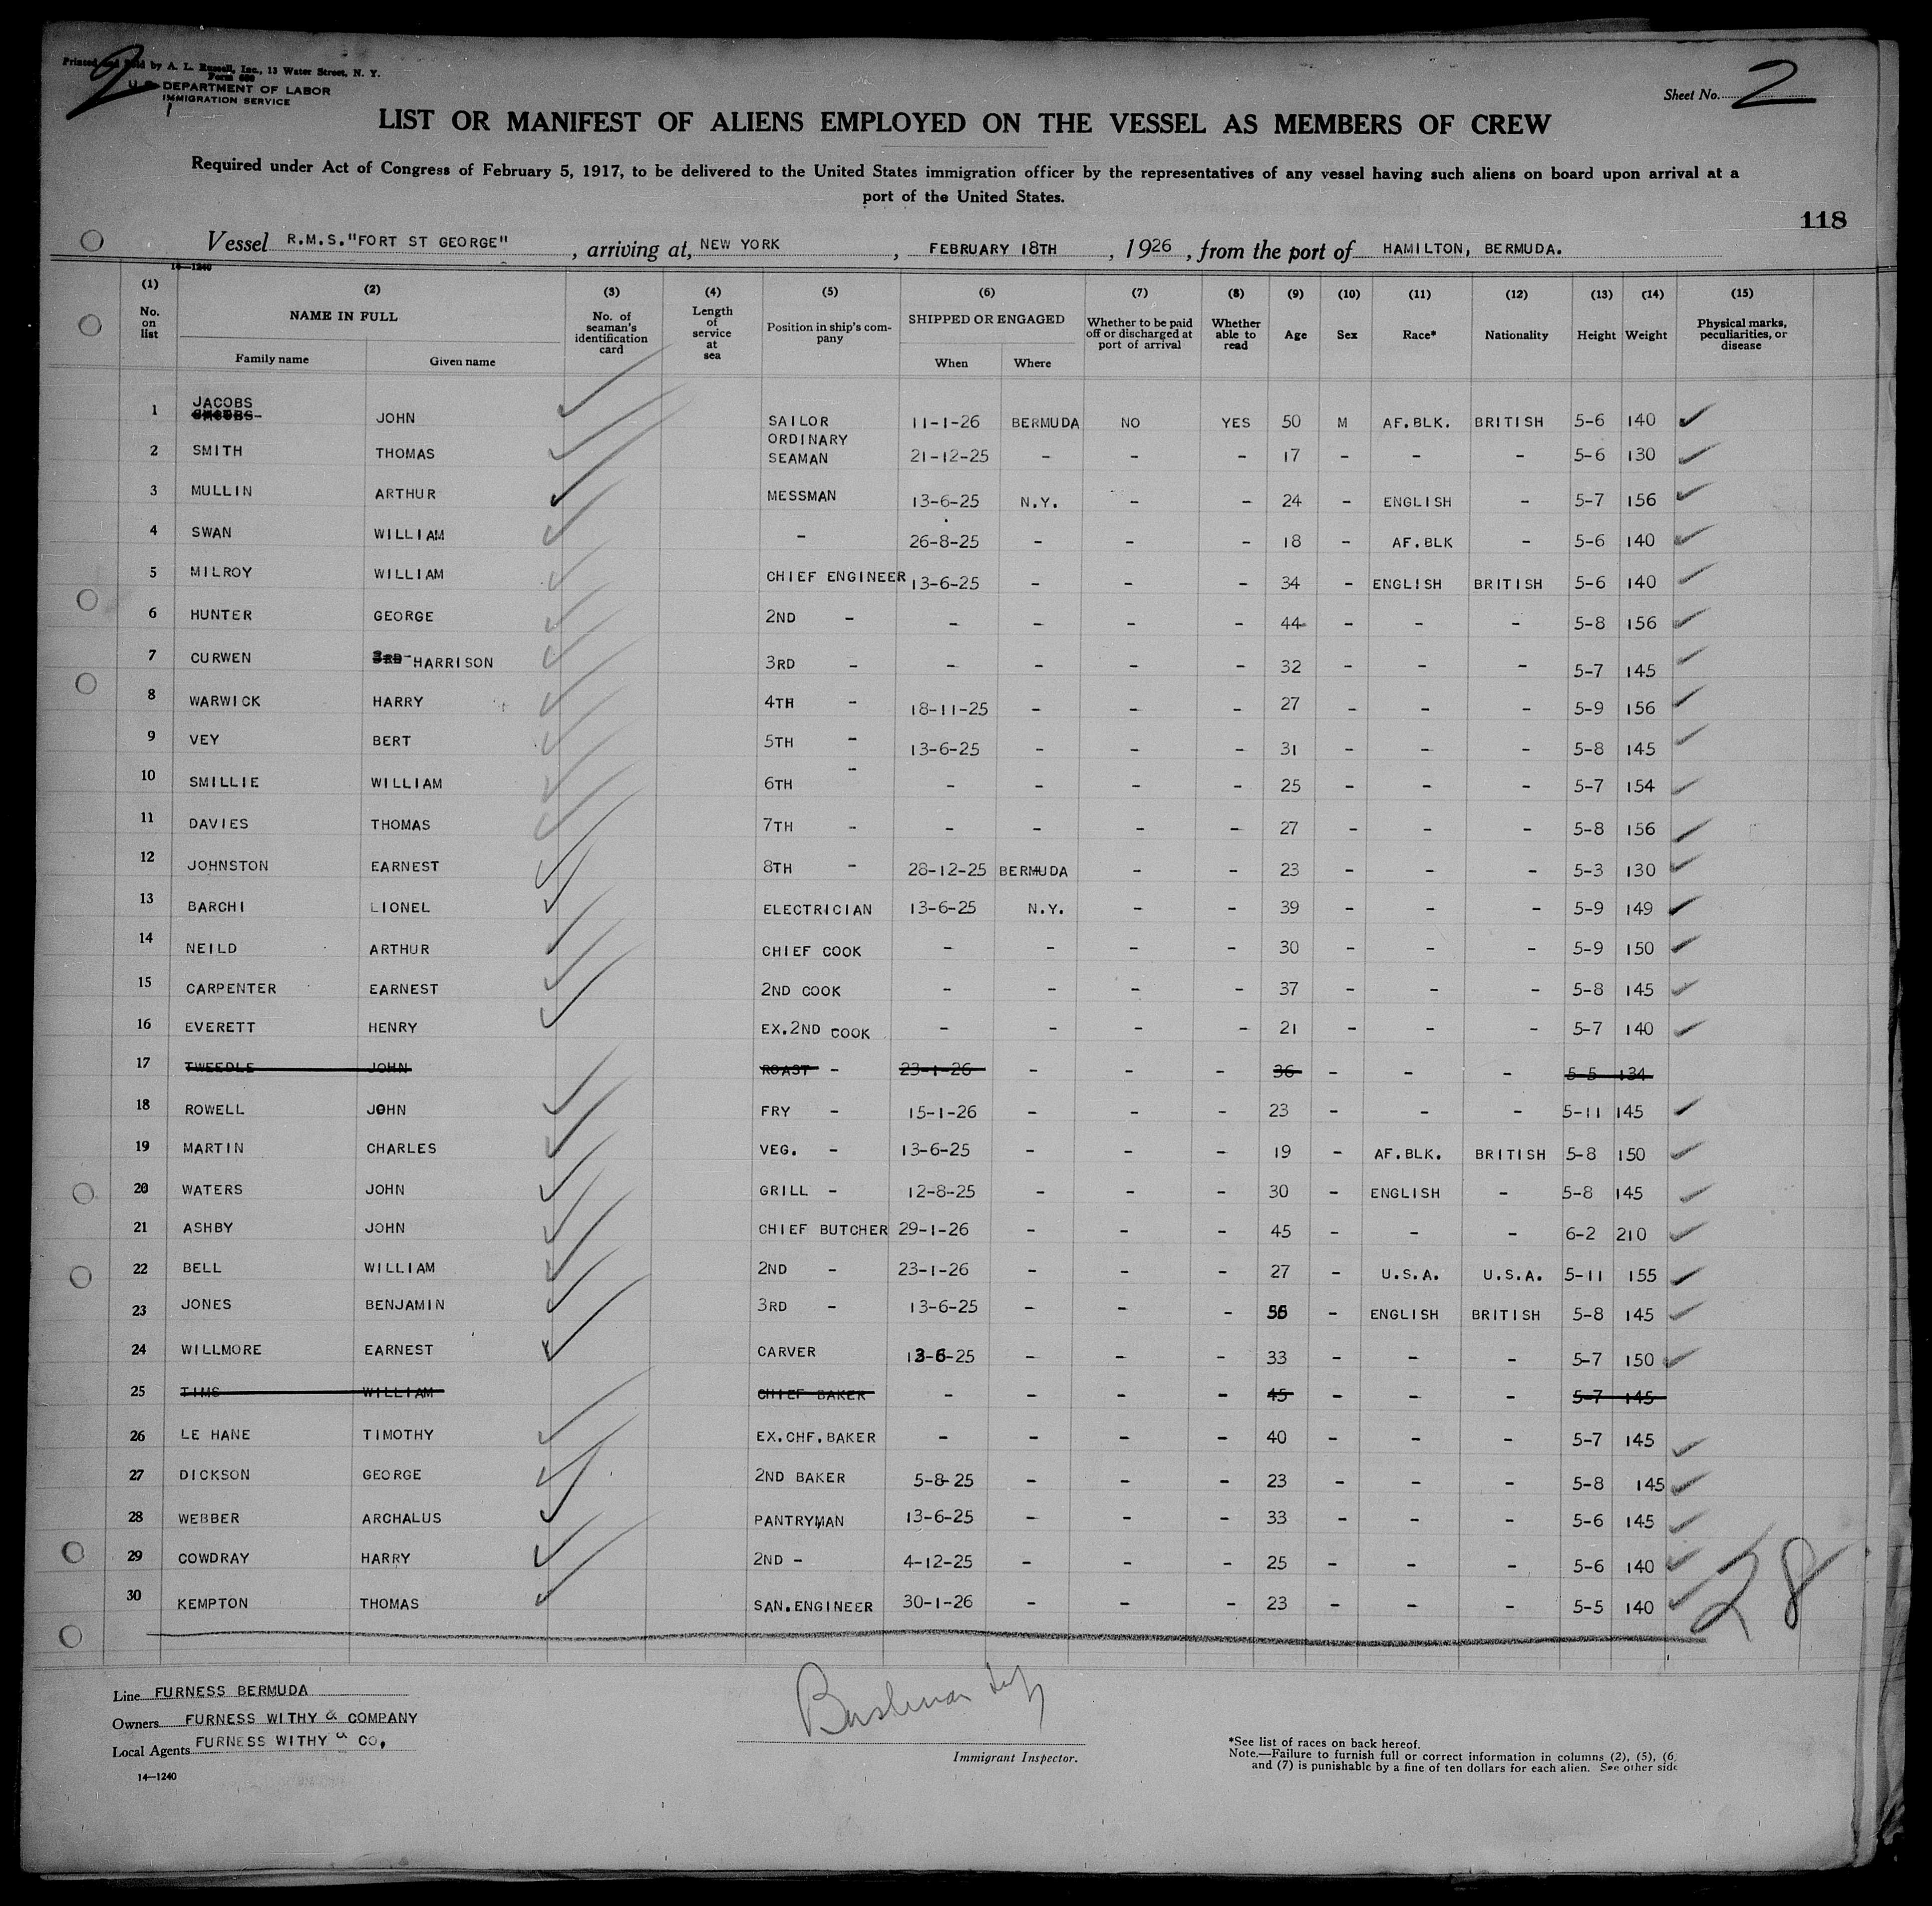 Printed and Sold by A. L. Russell, Inc., 13 Water Street, N. Y.
Form 680
U.S. DEPARTMENT OF LABOR
IMMIGRATION SERVICE
2
Sheet No. 2
LIST OR MANIFEST OF ALIENS EMPLOYED ON THE VESSEL AS MEMBERS OF CREW
Required under Act of Congress of February 5, 1917, to be delivered to the United States immigration officer by the representatives of any vessel having such aliens on board upon arrival at a
port of the United States.
118
Vessel R.M.S."FORT ST GEORGE", arriving at, NEW YORK, FEBRUARY 18TH, 1926, from the port of HAMILTON, BERMUDA.
14—1240
(1) No. on list (2) NAME IN FULL Family name Given name (3) No. of seaman's identification card (4) Length of service at sea (5) Position in ship's company (6) SHIPPED OR ENGAGED When Where (7) Whether to be paid off or discharged at port of arrival (8) Whether able to read (9) Age (10) Sex (11) Race* (12) Nationality (13) Height (14) Weight (15) Physical marks, peculiarities, or disease
1 JACOBS JOHN SAILOR 11-1-26 BERMUDA NO YES 50 M AF.BLK. BRITISH 5-6 140
2 SMITH THOMAS ORDINARY SEAMAN 21-12-25 - - - 17 - - - 5-6 130
3 MULLIN ARTHUR MESSMAN 13-6-25 N.Y. - - 24 - ENGLISH - 5-7 156
4 SWAN WILLIAM - 26-8-25 - - - 18 - AF.BLK - 5-6 140
5 MILROY WILLIAM CHIEF ENGINEER 13-6-25 - - - 34 - ENGLISH BRITISH 5-6 140
6 HUNTER GEORGE 2ND - - - - - 44 - - - 5-8 156
7 CURWEN 3RD- HARRISON 3RD - - - - - 32 - - - 5-7 145
8 WARWICK HARRY 4TH - 18-11-25 - - - 27 - - - 5-9 156
9 VEY BERT 5TH - 13-6-25 - - - 31 - - - 5-8 145
10 SMILLIE WILLIAM 6TH - - - - - 25 - - - 5-7 154
11 DAVIES THOMAS 7TH - - - - - 27 - - - 5-8 156
12 JOHNSTON EARNEST 8TH - 28-12-25 BERMUDA - - 23 - - - 5-3 130
13 BARCHI LIONEL ELECTRICIAN 13-6-25 N.Y. - - 39 - - - 5-9 149
14 NEILD ARTHUR CHIEF COOK - - - - 30 - - - 5-9 150
15 CARPENTER EARNEST 2ND COOK - - - - 37 - - - 5-8 145
16 EVERETT HENRY EX.2ND COOK - - - - 21 - - - 5-7 140
17 TWEEDLE JOHN ROAST - 23-1-26 - - - 36 - - - 5-5 134
18 ROWELL JOHN FRY - 15-1-26 - - - 23 - - - 5-11 145
19 MARTIN CHARLES VEG. - 13-6-25 - - - 19 - AF.BLK. BRITISH 5-8 150
20 WATERS JOHN GRILL - 12-8-25 - - - 30 - ENGLISH - 5-8 145
21 ASHBY JOHN CHIEF BUTCHER 29-1-26 - - - 45 - - - 6-2 210
22 BELL WILLIAM 2ND - 23-1-26 - - - 27 - U.S.A. U.S.A. 5-11 155
23 JONES BENJAMIN 3RD - 13-6-25 - - - - ENGLISH BRITISH 5-8 145
24 WILLMORE EARNEST CARVER 13-6-25 - - - 33 - - - 5-7 150
25 TIMS WILLIAM CHIEF BAKER - - - - 45 - - - 5-7 145
26 LE HANE TIMOTHY EX.CHF.BAKER - - - - 40 - - - 5-7 145
27 DICKSON GEORGE 2ND BAKER 5-8-25 - - - 23 - - - 5-8 145
28 WEBBER ARCHALUS PANTRYMAN 13-6-25 - - - 33 - - - 5-6 145
29 COWDRAY HARRY 2ND - 4-12-25 - - - 25 - - - 5-6 140
30 KEMPTON THOMAS SAN.ENGINEER 30-1-26 - - - 23 - - - 5-5 140
28
Line FURNESS BERMUDA
Owners FURNESS WITHY & COMPANY
Local Agents FURNESS WITHY & CO,
14—1240
Immigrant Inspector.
*See list of races on back hereof.
Note.—Failure to furnish full or correct information in columns (2), (5), (6
and (7) is punishable by a fine of ten dollars for each alien. See other side